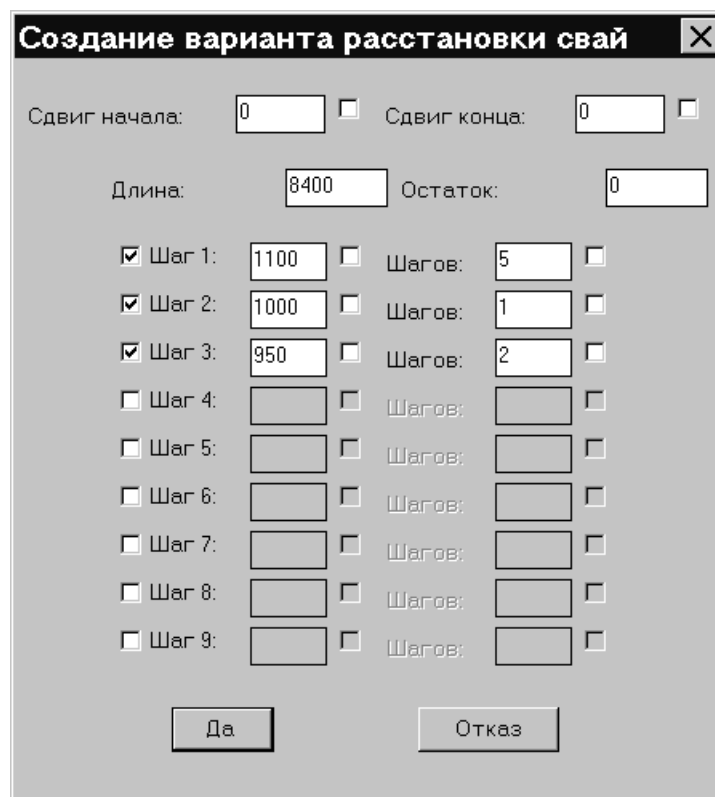 Создание варианта расстановки свай
Сдвиг начала: 0 Сдвиг конца: 0
Длина: 8400 Остаток: 0
Шаг 1: 1100 Шагов: 5
Шаг 2: 1000 Шагов: 1
Шаг 3: 950 Шагов: 2
Шаг 4: Шагов:
Шаг 5: Шагов:
Шаг 6: Шагов:
Шаг 7: Шагов:
Шаг 8: Шагов:
Шаг 9: Шагов:
Да Отказ